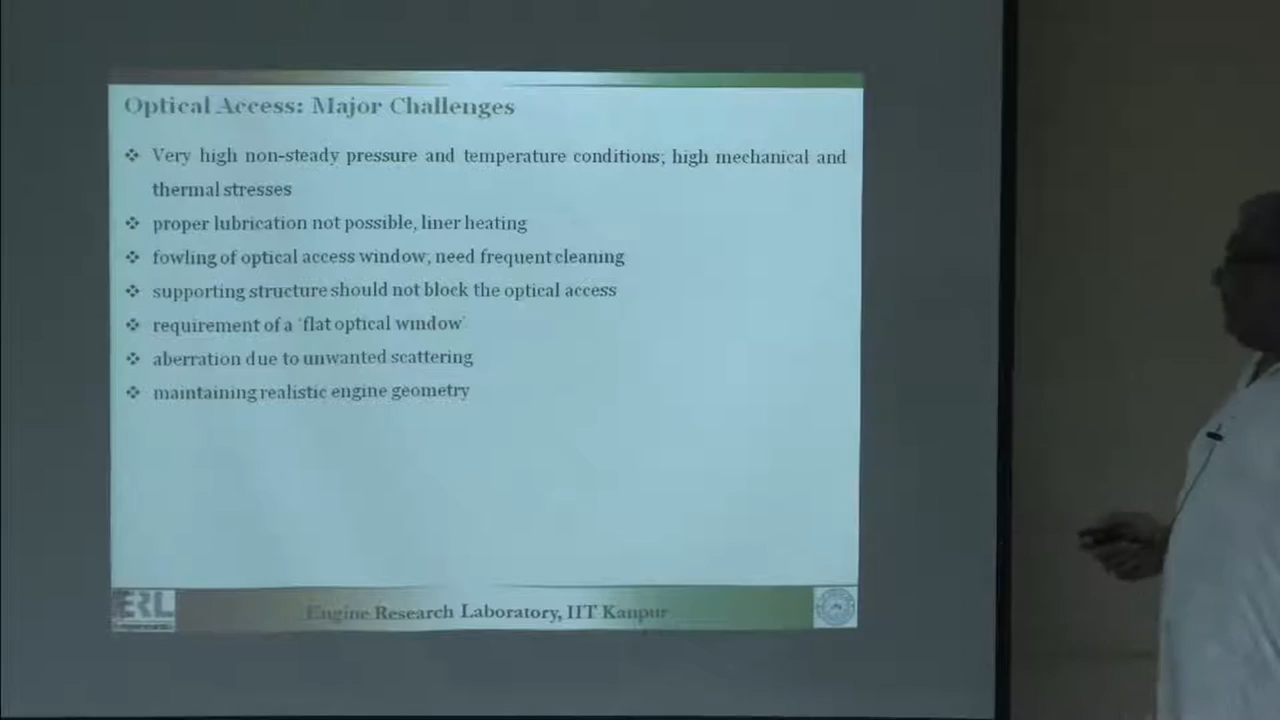 Optical Access: Major Challenges
❖ Very high non-steady pressure and temperature conditions; high mechanical and
thermal stresses
❖ proper lubrication not possible, liner heating
❖ fowling of optical access window; need frequent cleaning
❖ supporting structure should not block the optical access
❖ requirement of a 'flat optical window'
❖ aberration due to unwanted scattering
❖ maintaining realistic engine geometry
ERL
Engine Research Laboratory, IIT Kanpur